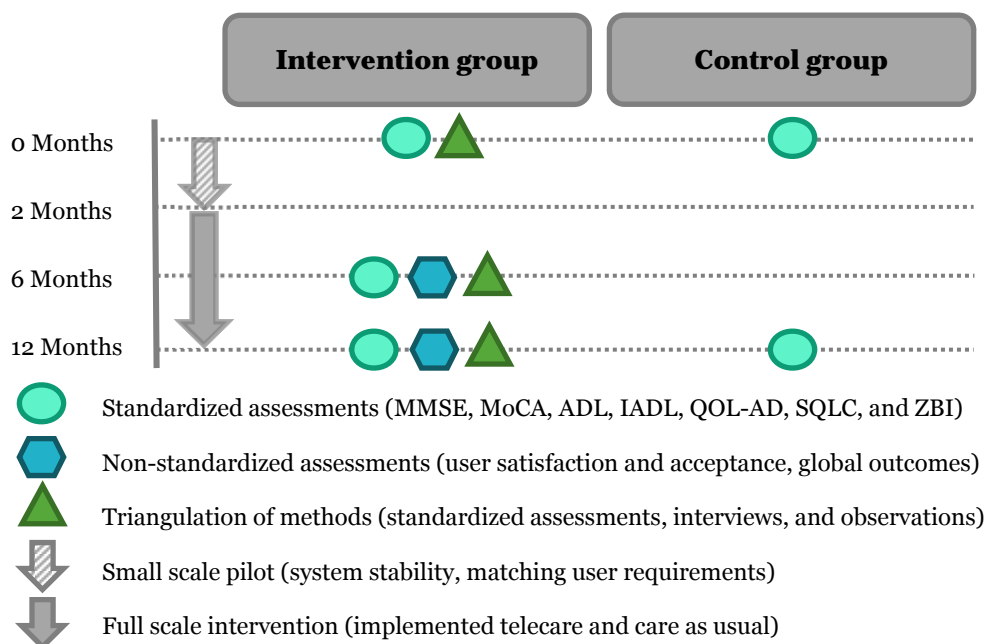 Intervention group
Control group
0 Months
2 Months
6 Months
12 Months
Standardized assessments (MMSE, MoCA, ADL, IADL, QOL-AD, SQLC, and ZBI)
Non-standardized assessments (user satisfaction and acceptance, global outcomes)
Triangulation of methods (standardized assessments, interviews, and observations)
Small scale pilot (system stability, matching user requirements)
Full scale intervention (implemented telecare and care as usual)